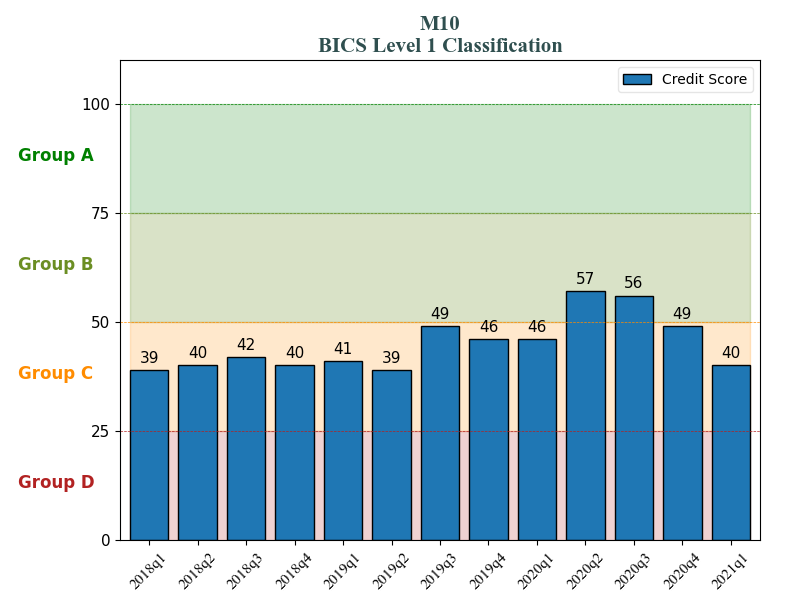 M10
BICS Level 1 Classification
Credit Score
100
Group A
75
Group B
50
Group C
25
Group D
0
39
40
42
40
41
39
49
46
46
57
56
49
40
2018q1
2018q2
2018q3
2018q4
2019q1
2019q2
2019q3
2019q4
2020q1
2020q2
2020q3
2020q4
2021q1